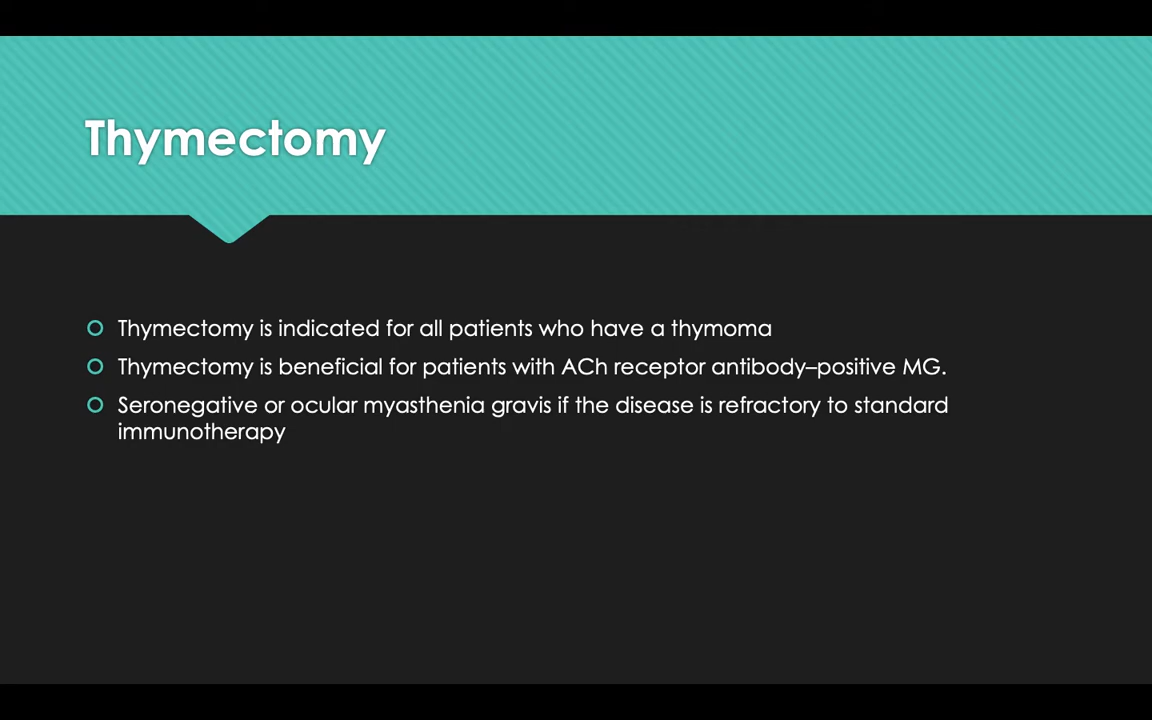 Thymectomy
Thymectomy is indicated for all patients who have a thymoma
Thymectomy is beneficial for patients with ACh receptor antibody–positive MG.
Seronegative or ocular myasthenia gravis if the disease is refractory to standard
immunotherapy